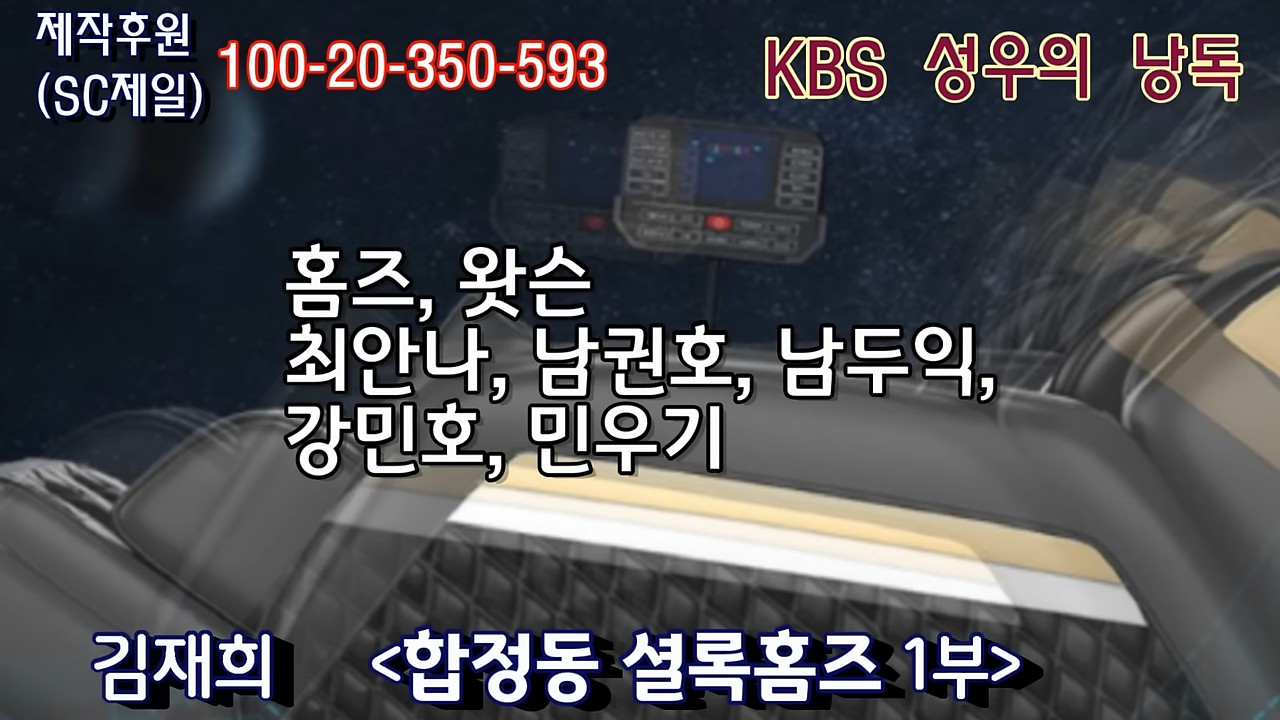 제작후원
(SC제일)
100-20-350-593
KBS 성우의 낭독
홈즈, 왓슨
최안나, 남권호, 남두익,
강민호, 민우기
김재희 <합정동 셜록홈즈 1부>